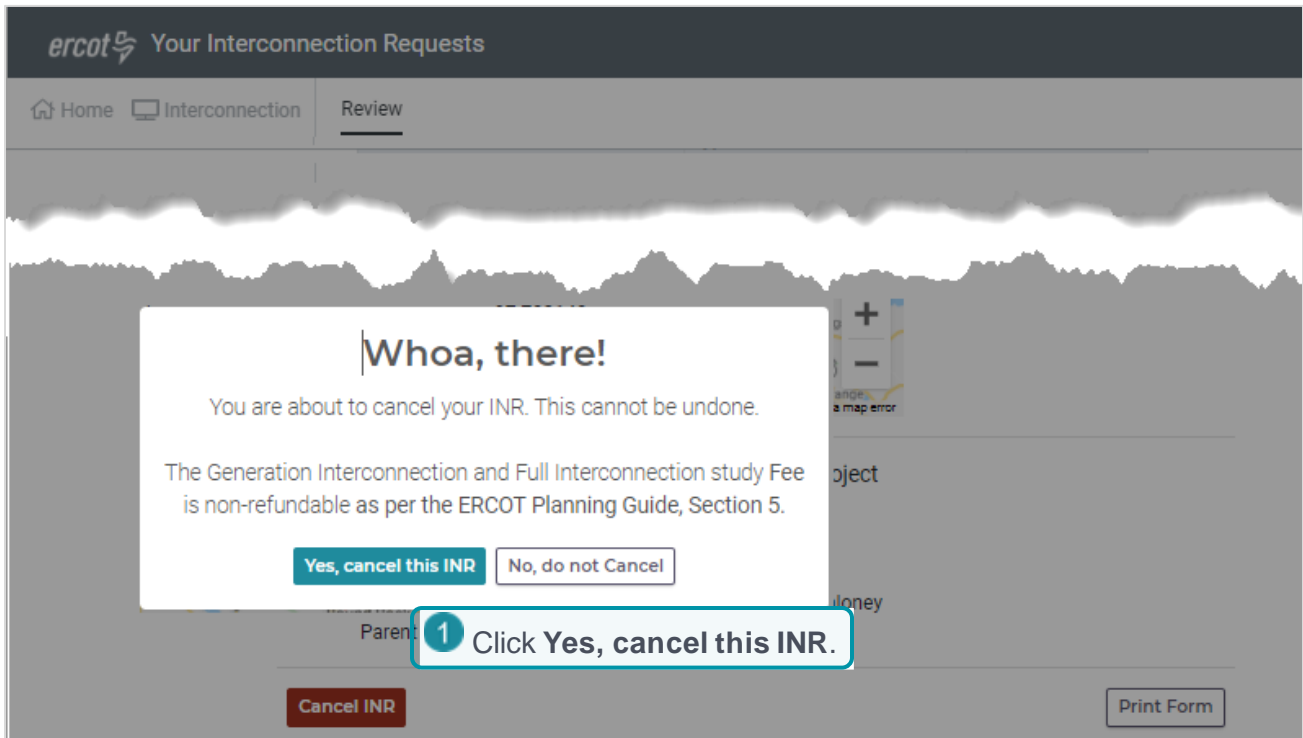 ercot Your Interconnection Requests
Home Interconnection Review
+
Whoa, there!
You are about to cancel your INR. This cannot be undone.
a map error
The Generation Interconnection and Full Interconnection study Fee
is non-refundable as per the ERCOT Planning Guide, Section 5.
oject
Yes, cancel this INR No, do not Cancel
loney
Paren
1 Click Yes, cancel this INR.
Cancel INR Print Form